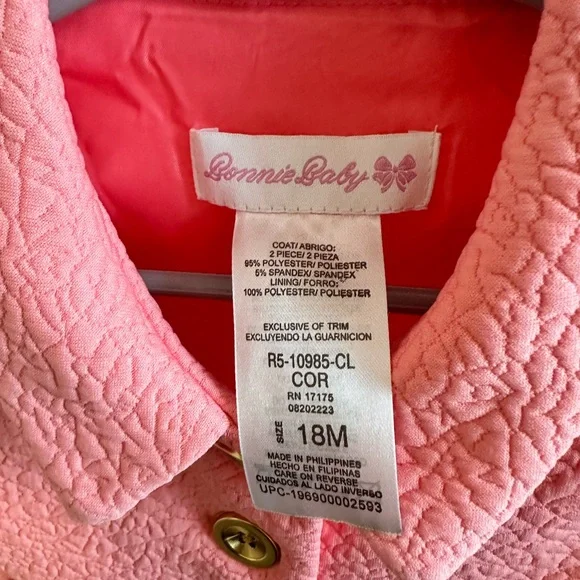 Bonnie Baby
COAT/ABRIGO:
2 PIECE/ 2 PIEZA
95% POLYESTER/ POLIESTER
5% SPANDEX/ SPANDEX
LINING/ FORRO:
100% POLYESTER/ POLIESTER
EXCLUSIVE OF TRIM
EXCLUYENDO LA GUARNICION
R5-10985-CL
COR
RN 17175
08202223
SIZE 18M
MADE IN PHILIPPINES
HECHO EN FILIPINAS
CARE ON REVERSE
CUIDADOS AL LADO INVERSO
UPC-196900002593